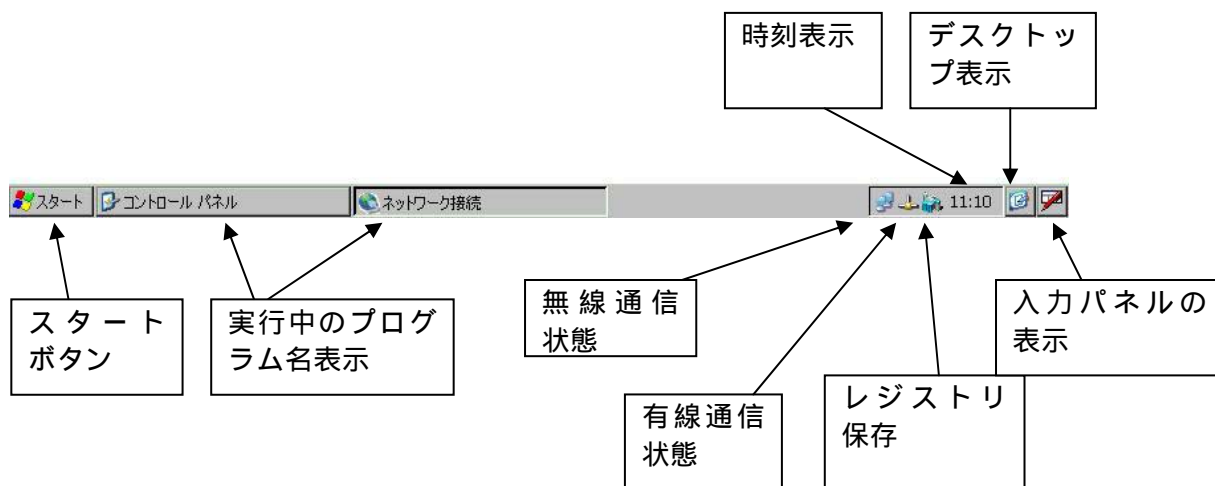 時刻表示
デスクトッ
プ表示
スタート
コントロール パネル
ネットワーク接続
11:10
スタート
ボタン
実行中のプログ
ラム名表示
無線通信
状態
有線通信
状態
レジストリ
保存
入力パネルの
表示